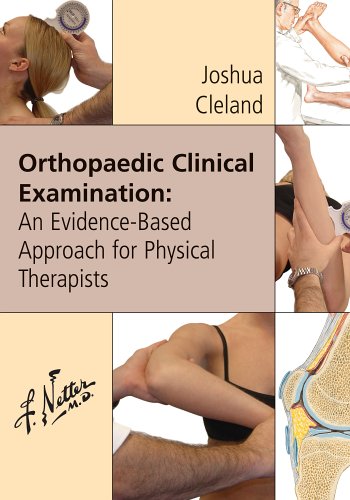 Joshua
Cleland
Orthopaedic Clinical
Examination:
An Evidence-Based
Approach for Physical
Therapists
F. Netter
M.D.